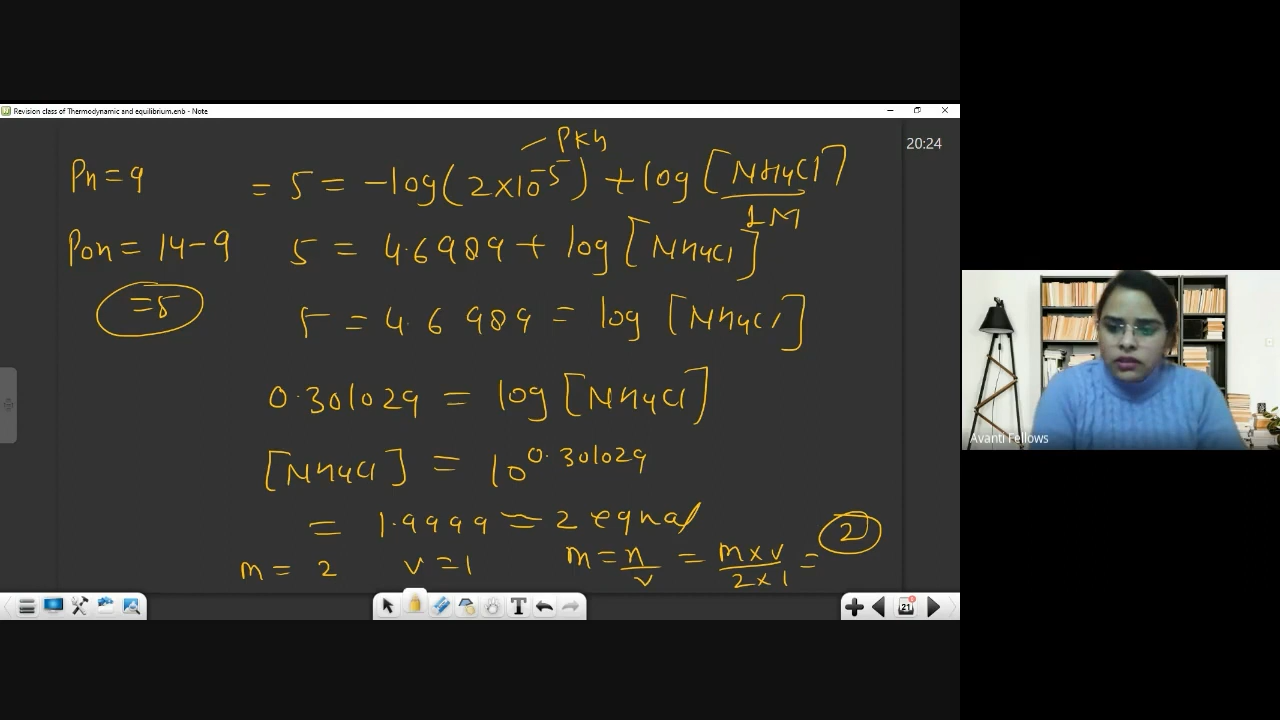 Revision class of Thermodynamic and equilibrium.enb - Note
20:24
PKh
PH = 9
= 5 = -log(2×10^-5) + log [NH4Cl]
1M
POH = 14-9
5 = 4.6989 + log [NH4Cl]
=5
5 = 4.6989 = log [NH4Cl]
0.301029 = log [NH4Cl]
[NH4Cl] = 10^0.301029
= 1.9999 = 2 equal
m = 2 v = 1 m = n/v = m×v/2×1 = 2
Avanti Fellows
T
21